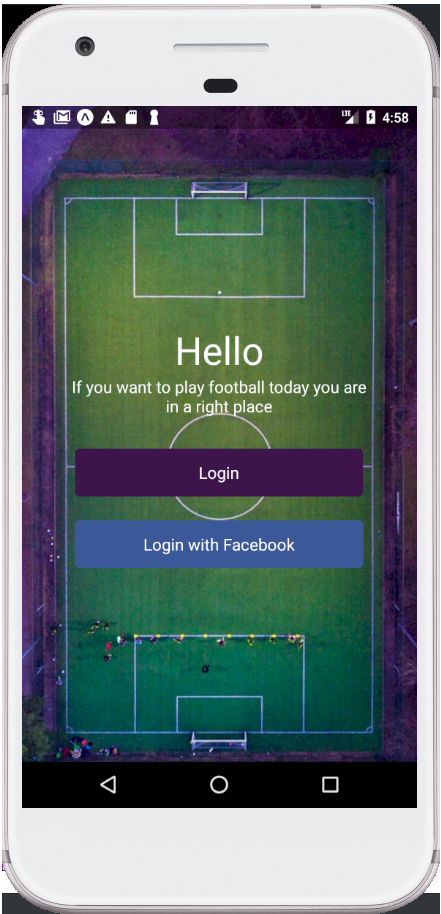 LTE 4:58
Hello
If you want to play football today you are
in a right place
Login
Login with Facebook